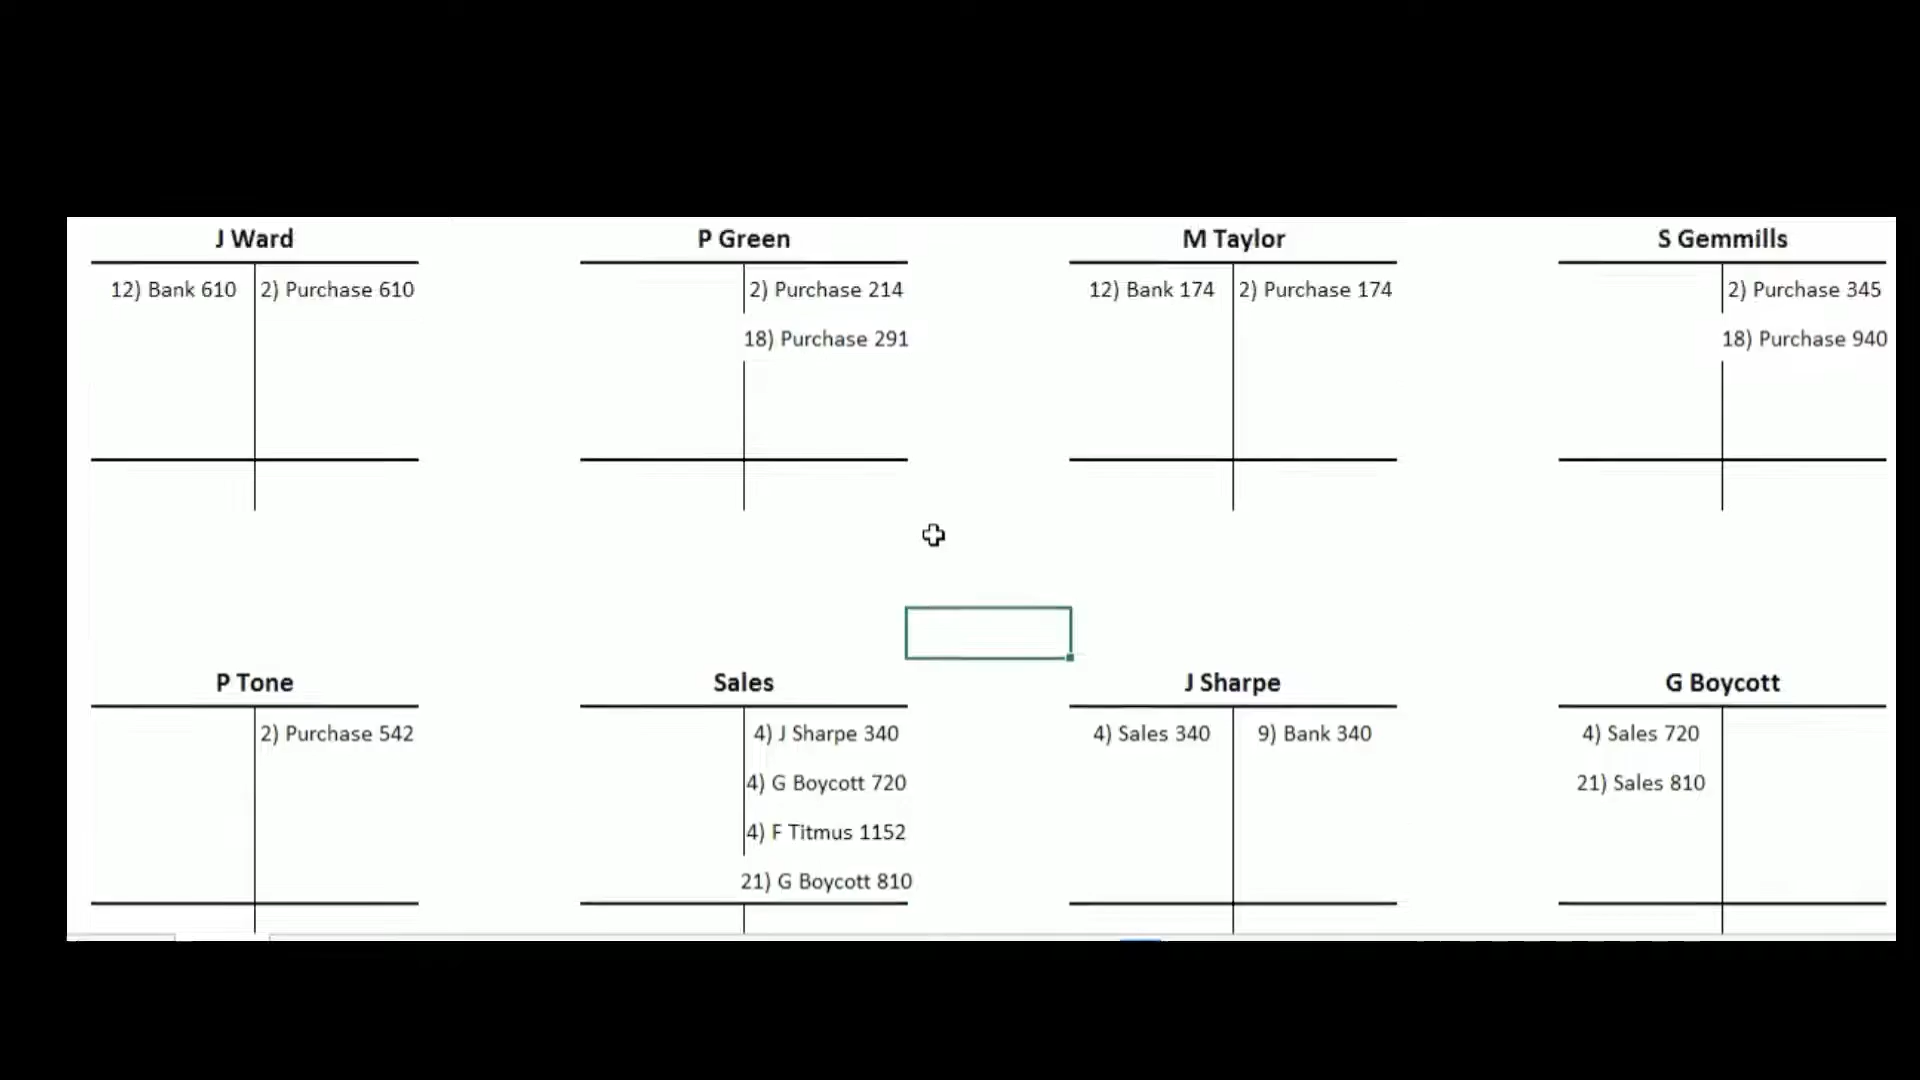 J Ward
12) Bank 610
2) Purchase 610
P Green
2) Purchase 214
18) Purchase 291
M Taylor
12) Bank 174
2) Purchase 174
S Gemmills
2) Purchase 345
18) Purchase 940
P Tone
2) Purchase 542
Sales
4) J Sharpe 340
4) G Boycott 720
4) F Titmus 1152
21) G Boycott 810
J Sharpe
4) Sales 340
9) Bank 340
G Boycott
4) Sales 720
21) Sales 810